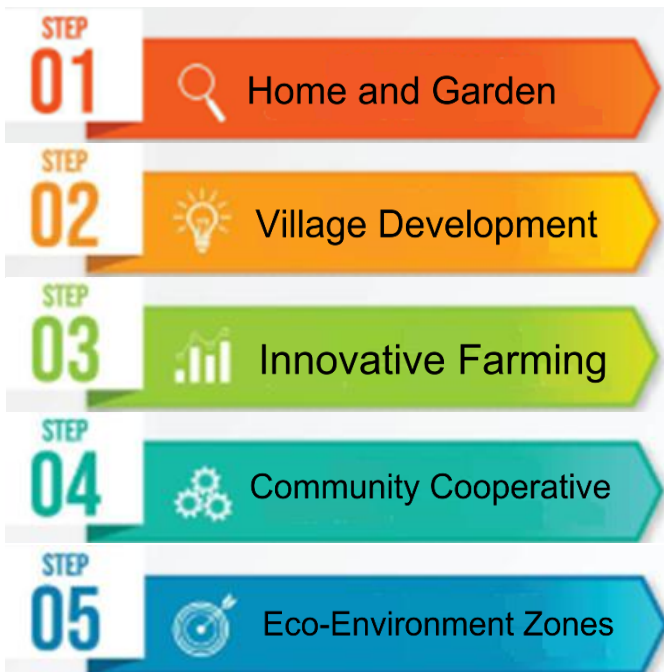 STEP
01
Home and Garden
STEP
02
Village Development
STEP
03
Innovative Farming
STEP
04
Community Cooperative
STEP
05
Eco-Environment Zones